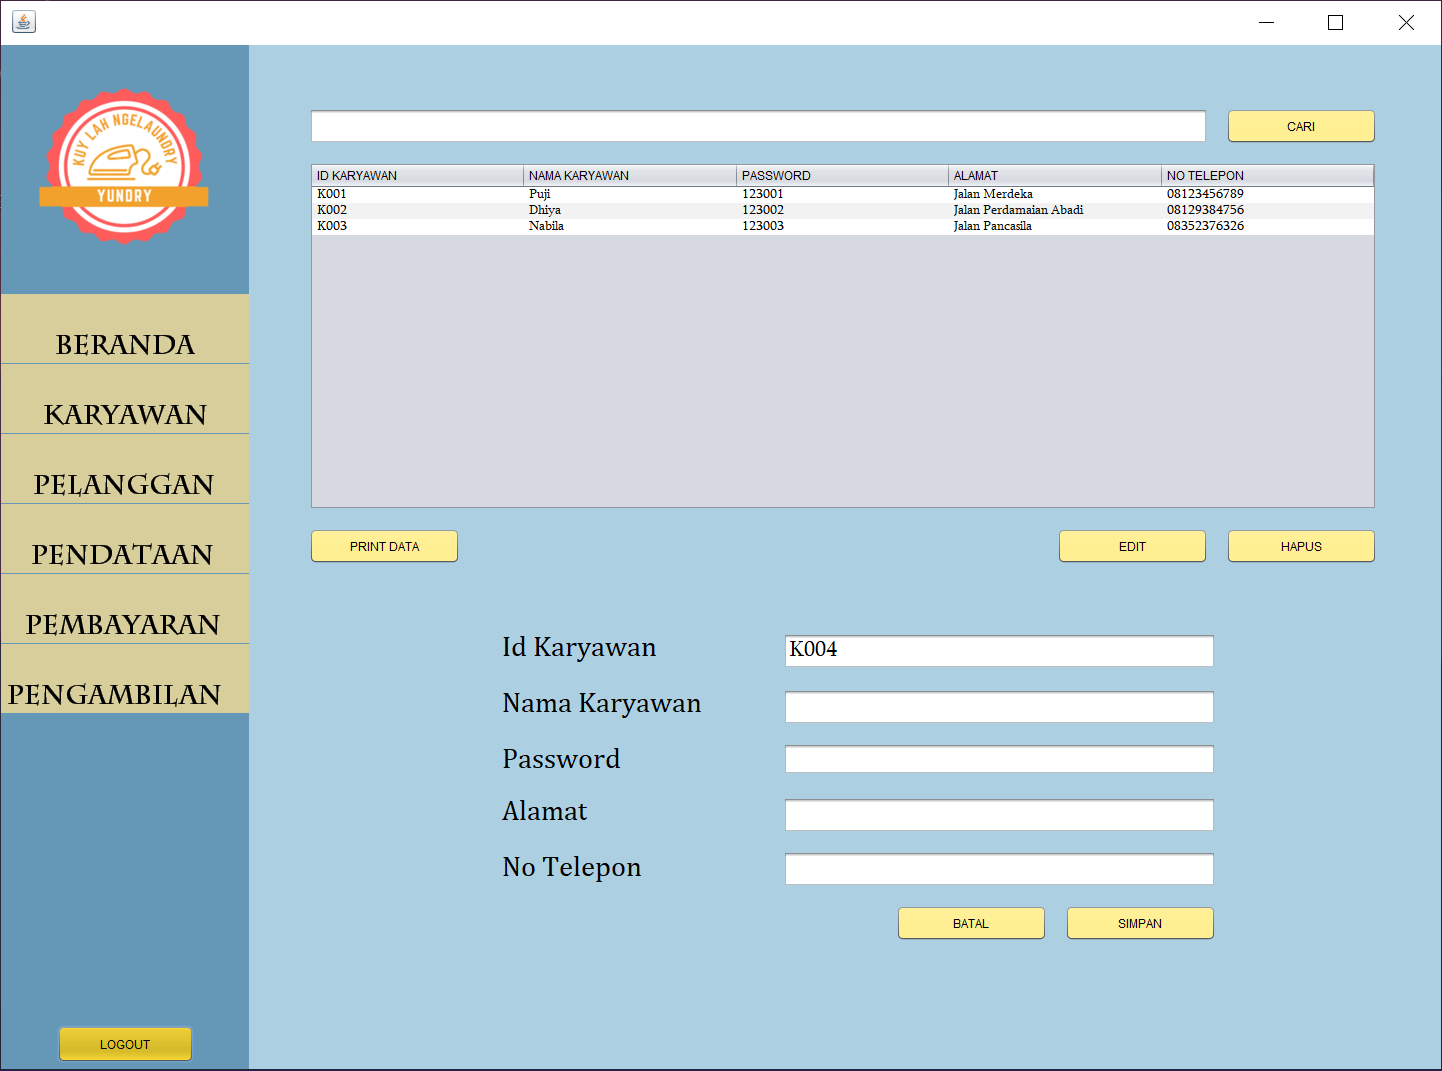 KUY LAH NGELAUNDRY
YUNDRY
BERANDA
KARYAWAN
PELANGGAN
PENDATAAN
PEMBAYARAN
PENGAMBILAN
LOGOUT
CARI
ID KARYAWAN NAMA KARYAWAN PASSWORD ALAMAT NO TELEPON
K001 Puji 123001 Jalan Merdeka 08123456789
K002 Dhiya 123002 Jalan Perdamaian Abadi 08129384756
K003 Nabila 123003 Jalan Pancasila 08352376326
PRINT DATA EDIT HAPUS
Id Karyawan K004
Nama Karyawan
Password
Alamat
No Telepon
BATAL SIMPAN